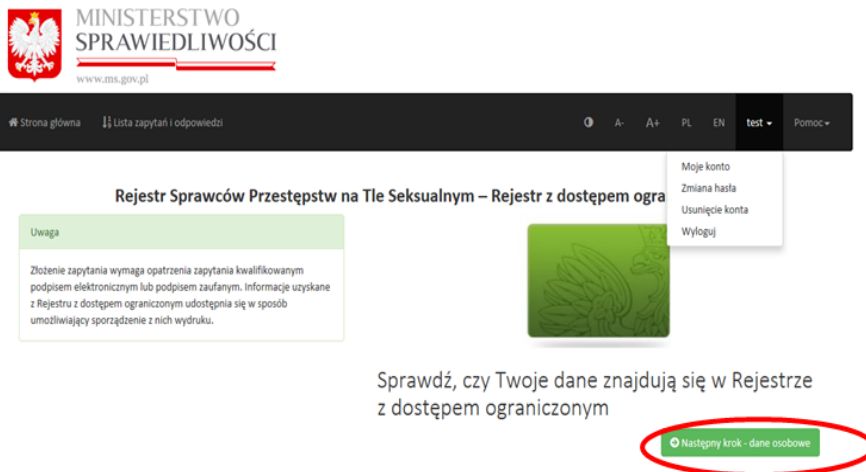 MINISTERSTWO
SPRAWIEDLIWOŚCI
www.ms.gov.pl
Strona główna Lista zapytań i odpowiedzi A- A+ PL EN test Pomoc
Moje konto
Zmiana hasła
Usunięcie konta
Wyloguj
Rejestr Sprawców Przestępstw na Tle Seksualnym – Rejestr z dostępem ogra
Uwaga
Złożenie zapytania wymaga opatrzenia zapytania kwalifikowanym
podpisem elektronicznym lub podpisem zaufanym. Informacje uzyskane
z Rejestru z dostępem ograniczonym udostępnia się w sposób
umożliwiający sporządzenie z nich wydruku.
Sprawdź, czy Twoje dane znajdują się w Rejestrze
z dostępem ograniczonym
Następny krok - dane osobowe